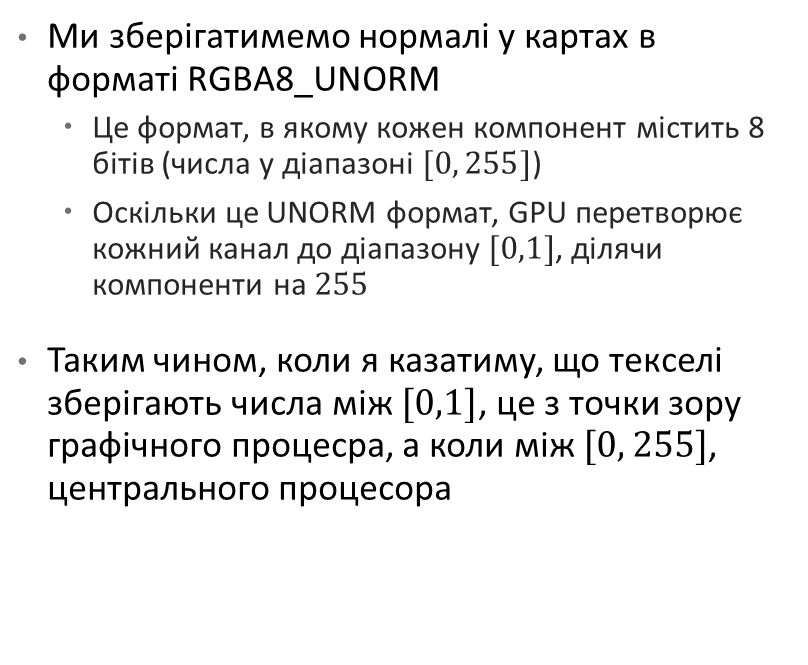 • Ми зберігатимемо нормалі у картах в
форматі RGBA8_UNORM
• Це формат, в якому кожен компонент містить 8
бітів (числа у діапазоні [0, 255])
• Оскільки це UNORM формат, GPU перетворює
кожний канал до діапазону [0,1], ділячи
компоненти на 255
• Таким чином, коли я казатиму, що текселі
зберігають числа між [0,1], це з точки зору
графічного процесра, а коли між [0, 255],
центрального процесора